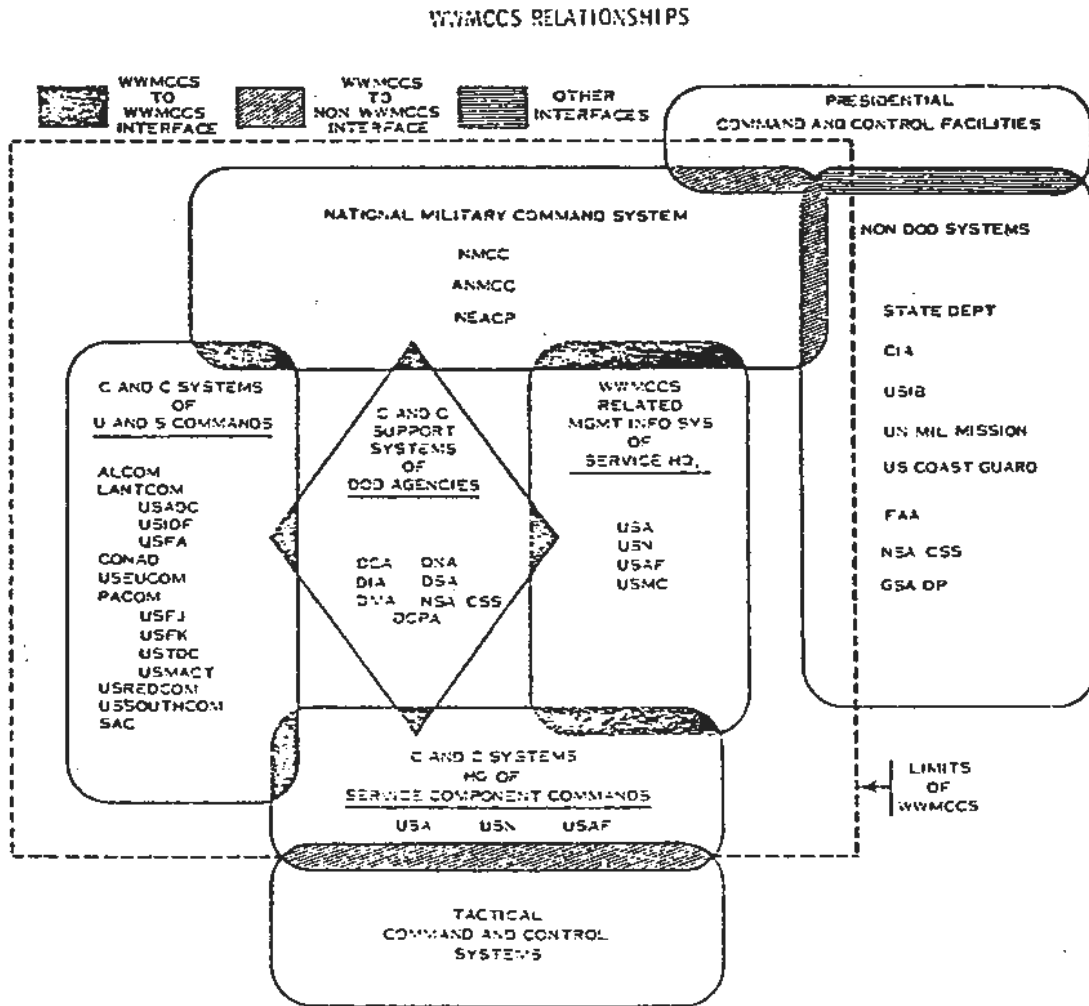 WWMCCS RELATIONSHIPS
WWMCCS
TO
WWMCCS
INTERFACE
WWMCCS
TO
NON WWMCCS
INTERFACE
OTHER
INTERFACES
PRESIDENTIAL
COMMAND AND CONTROL FACILITIES
NATIONAL MILITARY COMMAND SYSTEM
NMCC
ANMCC
NEACP
NON DOD SYSTEMS
STATE DEPT
CIA
USIB
UN MIL MISSION
US COAST GUARD
FAA
NSA CSS
GSA DP
C AND C SYSTEMS
OF
U AND S COMMANDS
ALCOM
LANTCOM
USADC
USIDF
USFA
CONAD
USEUCOM
PACOM
USFJ
USFK
USTDC
USMACT
USREDCOM
USSOUTHCOM
SAC
C AND C
SUPPORT
SYSTEMS
OF
DOD AGENCIES
DCA DNA
DIA DSA
DMA NSA CSS
DCPA
WWMCCS
RELATED
MGMT INFO SYS
OF
SERVICE HQ.
USA
USN
USAF
USMC
C AND C SYSTEMS
HQ OF
SERVICE COMPONENT COMMANDS
USA USN USAF
LIMITS
OF
WWMCCS
TACTICAL
COMMAND AND CONTROL
SYSTEMS